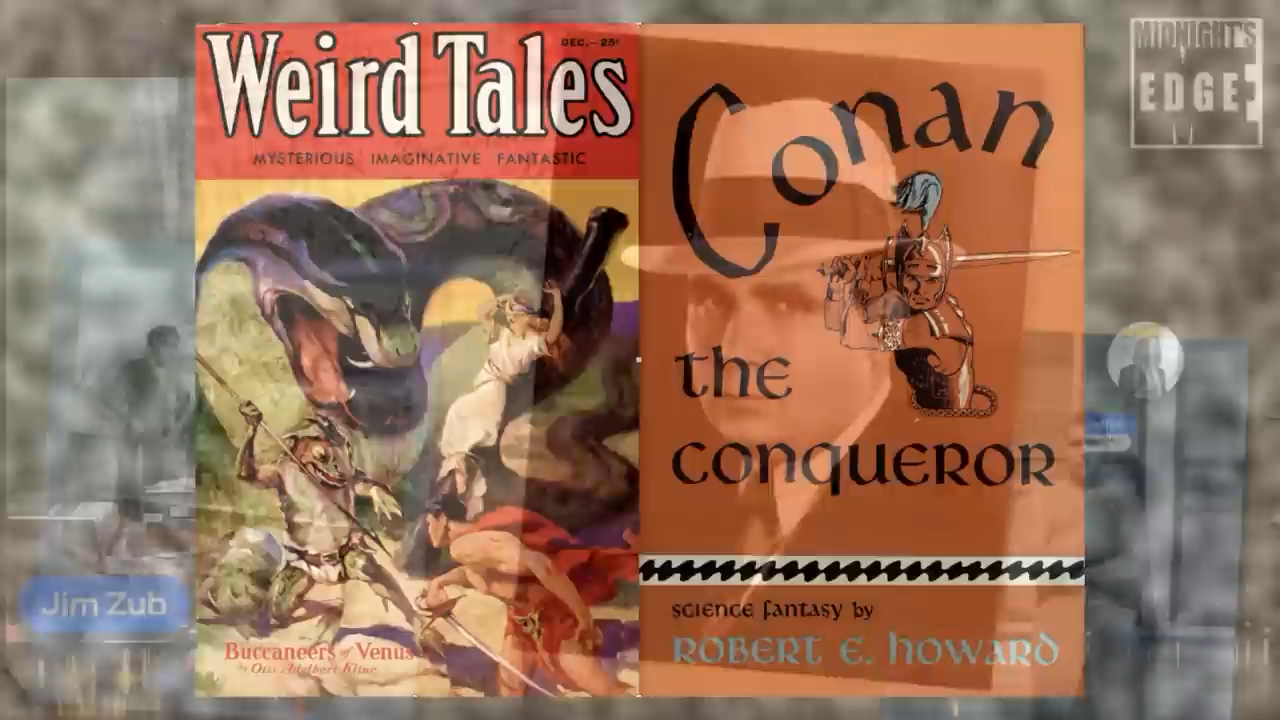 MIDNIGHT'S
EDGE
DEC.–25¢
Weird Tales
MYSTERIOUS IMAGINATIVE FANTASTIC
Buccaneers of Venus
by Otis Adelbert Kline
Conan
the
conqueror
science fantasy by
Robert E. Howard
Jim Zub